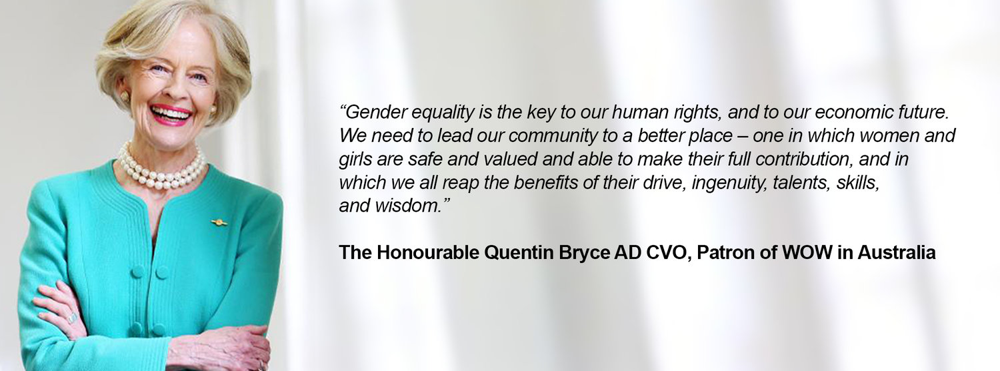 “Gender equality is the key to our human rights, and to our economic future.
We need to lead our community to a better place – one in which women and
girls are safe and valued and able to make their full contribution, and in
which we all reap the benefits of their drive, ingenuity, talents, skills,
and wisdom.”
The Honourable Quentin Bryce AD CVO, Patron of WOW in Australia